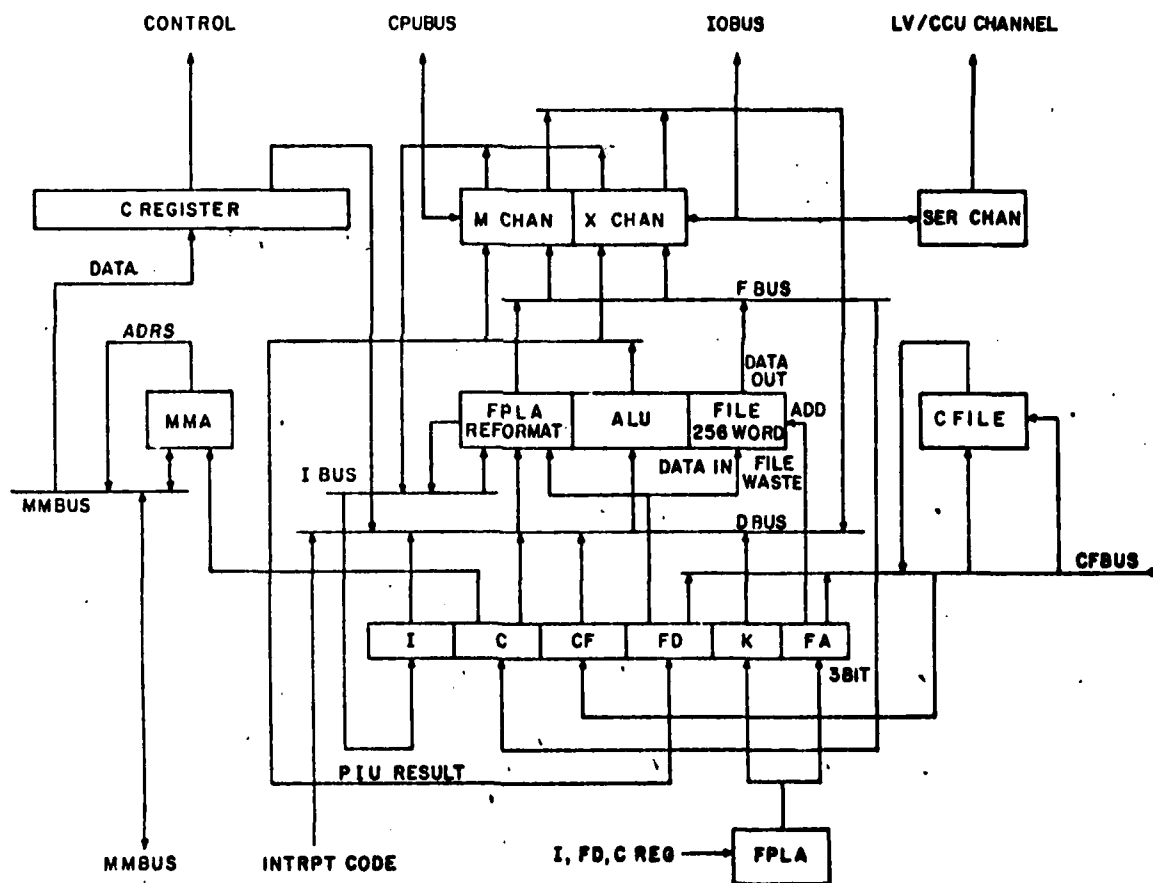 CONTROL
CPUBUS
IOBUS
LV/CCU CHANNEL
C REGISTER
M CHAN
X CHAN
SER CHAN
DATA
F BUS
ADRS
DATA
OUT
MMA
FPLA
REFORMAT
ALU
FILE
256 WORD
ADD
C FILE
DATA IN
FILE
WASTE
I BUS
MMBUS
D BUS
CFBUS
I
C
CF
FD
K
FA
3BIT
PIU RESULT
MMBUS
INTRPT CODE
I, FD, C REG
FPLA